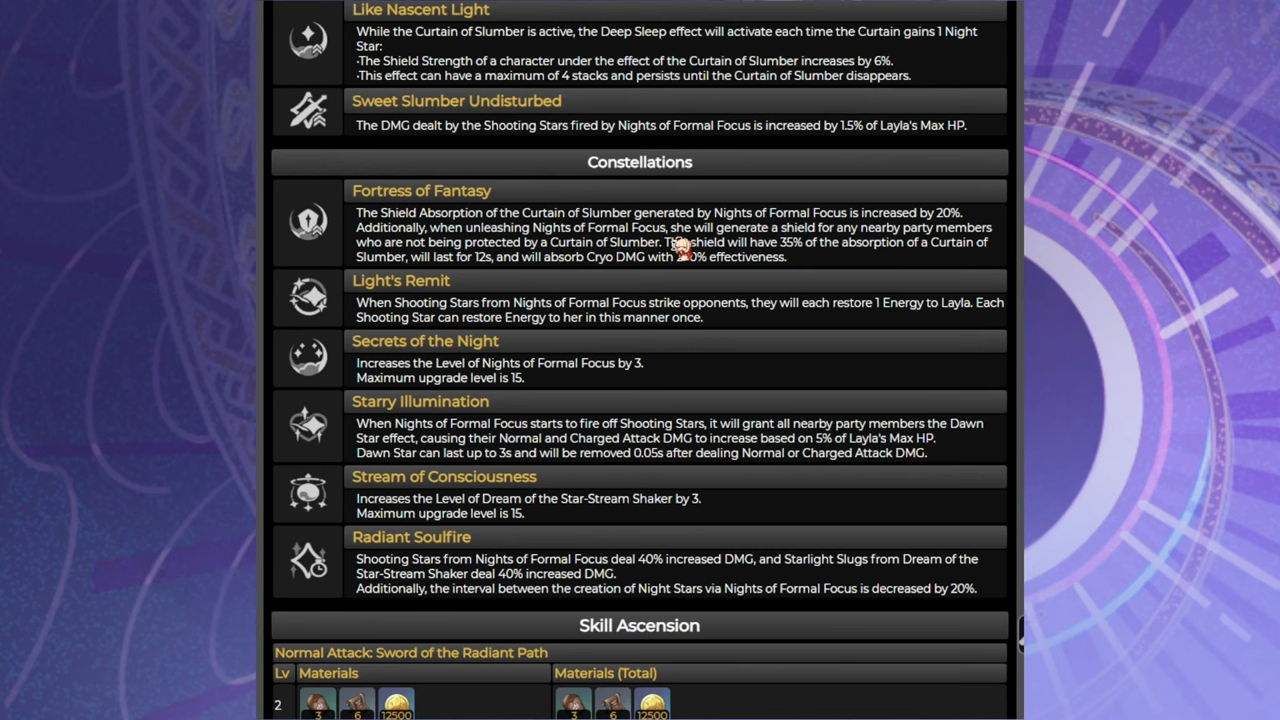 Like Nascent Light
While the Curtain of Slumber is active, the Deep Sleep effect will activate each time the Curtain gains 1 Night
Star:
·The Shield Strength of a character under the effect of the Curtain of Slumber increases by 6%.
·This effect can have a maximum of 4 stacks and persists until the Curtain of Slumber disappears.
Sweet Slumber Undisturbed
The DMG dealt by the Shooting Stars fired by Nights of Formal Focus is increased by 1.5% of Layla's Max HP.
Constellations
Fortress of Fantasy
The Shield Absorption of the Curtain of Slumber generated by Nights of Formal Focus is increased by 20%.
Additionally, when unleashing Nights of Formal Focus, she will generate a shield for any nearby party members
who are not being protected by a Curtain of Slumber. shield will have 35% of the absorption of a Curtain of
Slumber, will last for 12s, and will absorb Cryo DMG with effectiveness.
Light's Remit
When Shooting Stars from Nights of Formal Focus strike opponents, they will each restore 1 Energy to Layla. Each
Shooting Star can restore Energy to her in this manner once.
Secrets of the Night
Increases the Level of Nights of Formal Focus by 3.
Maximum upgrade level is 15.
Starry Illumination
When Nights of Formal Focus starts to fire off Shooting Stars, it will grant all nearby party members the Dawn
Star effect, causing their Normal and Charged Attack DMG to increase based on 5% of Layla's Max HP.
Dawn Star can last up to 3s and will be removed 0.05s after dealing Normal or Charged Attack DMG.
Stream of Consciousness
Increases the Level of Dream of the Star-Stream Shaker by 3.
Maximum upgrade level is 15.
Radiant Soulfire
Shooting Stars from Nights of Formal Focus deal 40% increased DMG, and Starlight Slugs from Dream of the
Star-Stream Shaker deal 40% increased DMG.
Additionally, the interval between the creation of Night Stars via Nights of Formal Focus is decreased by 20%.
Skill Ascension
Normal Attack: Sword of the Radiant Path
Lv Materials Materials (Total)
2 3 6 12500 3 6 12500